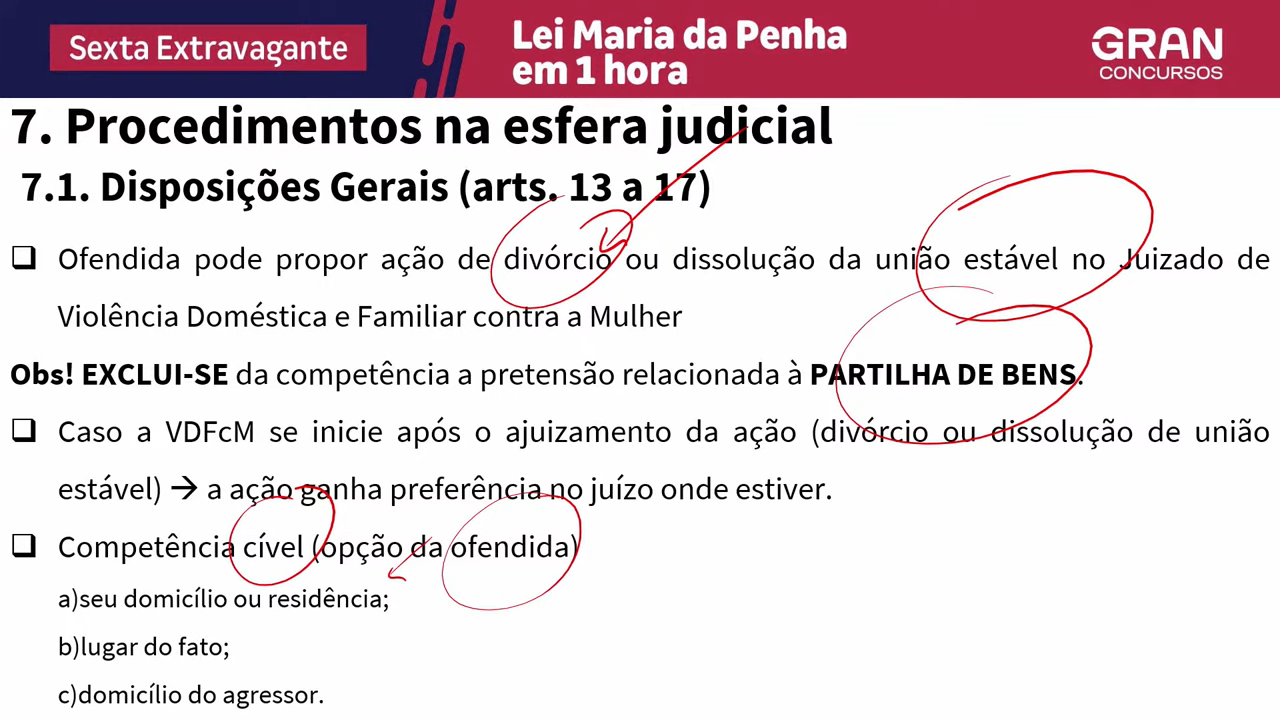 Sexta Extravagante
Lei Maria da Penha
em 1 hora
GRAN
CONCURSOS
7. Procedimentos na esfera judicial
7.1. Disposições Gerais (arts. 13 a 17)
❑ Ofendida pode propor ação de divórcio ou dissolução da união estável no Juizado de
Violência Doméstica e Familiar contra a Mulher
Obs! EXCLUI-SE da competência a pretensão relacionada à PARTILHA DE BENS.
❑ Caso a VDFcM se inicie após o ajuizamento da ação (divórcio ou dissolução de união
estável) → a ação ganha preferência no juízo onde estiver.
❑ Competência cível (opção da ofendida)
a)seu domicílio ou residência;
b)lugar do fato;
c)domicílio do agressor.